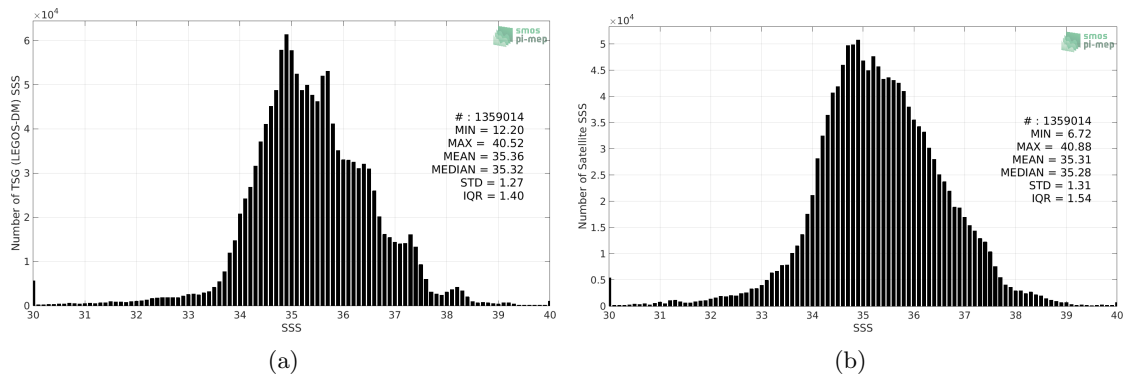 ×10⁴
smos
pi-mep
6
5
4
3
2
1
0
Number of TSG (LEGOS-DM) SSS
# : 1359014
MIN = 12.20
MAX = 40.52
MEAN = 35.36
MEDIAN = 35.32
STD = 1.27
IQR = 1.40
30 31 32 33 34 35 36 37 38 39 40
SSS
(a)
×10⁴
smos
pi-mep
5
4.5
4
3.5
3
2.5
2
1.5
1
0.5
0
Number of Satellite SSS
# : 1359014
MIN = 6.72
MAX = 40.88
MEAN = 35.31
MEDIAN = 35.28
STD = 1.31
IQR = 1.54
30 31 32 33 34 35 36 37 38 39 40
SSS
(b)